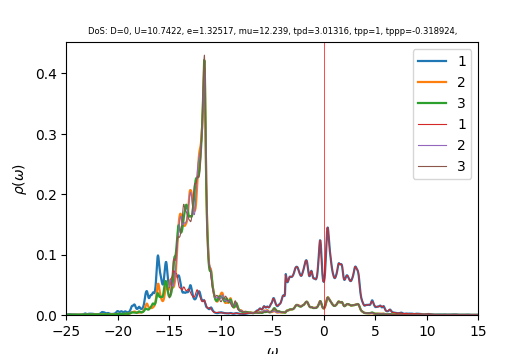 DoS: D=0, U=10.7422, e=1.32517, mu=12.239, tpd=3.01316, tpp=1, tppp=-0.318924,
ρ(ω)
0.4
0.3
0.2
0.1
0.0
1
2
3
1
2
3
−25 −20 −15 −10 −5 0 5 10 15
ω